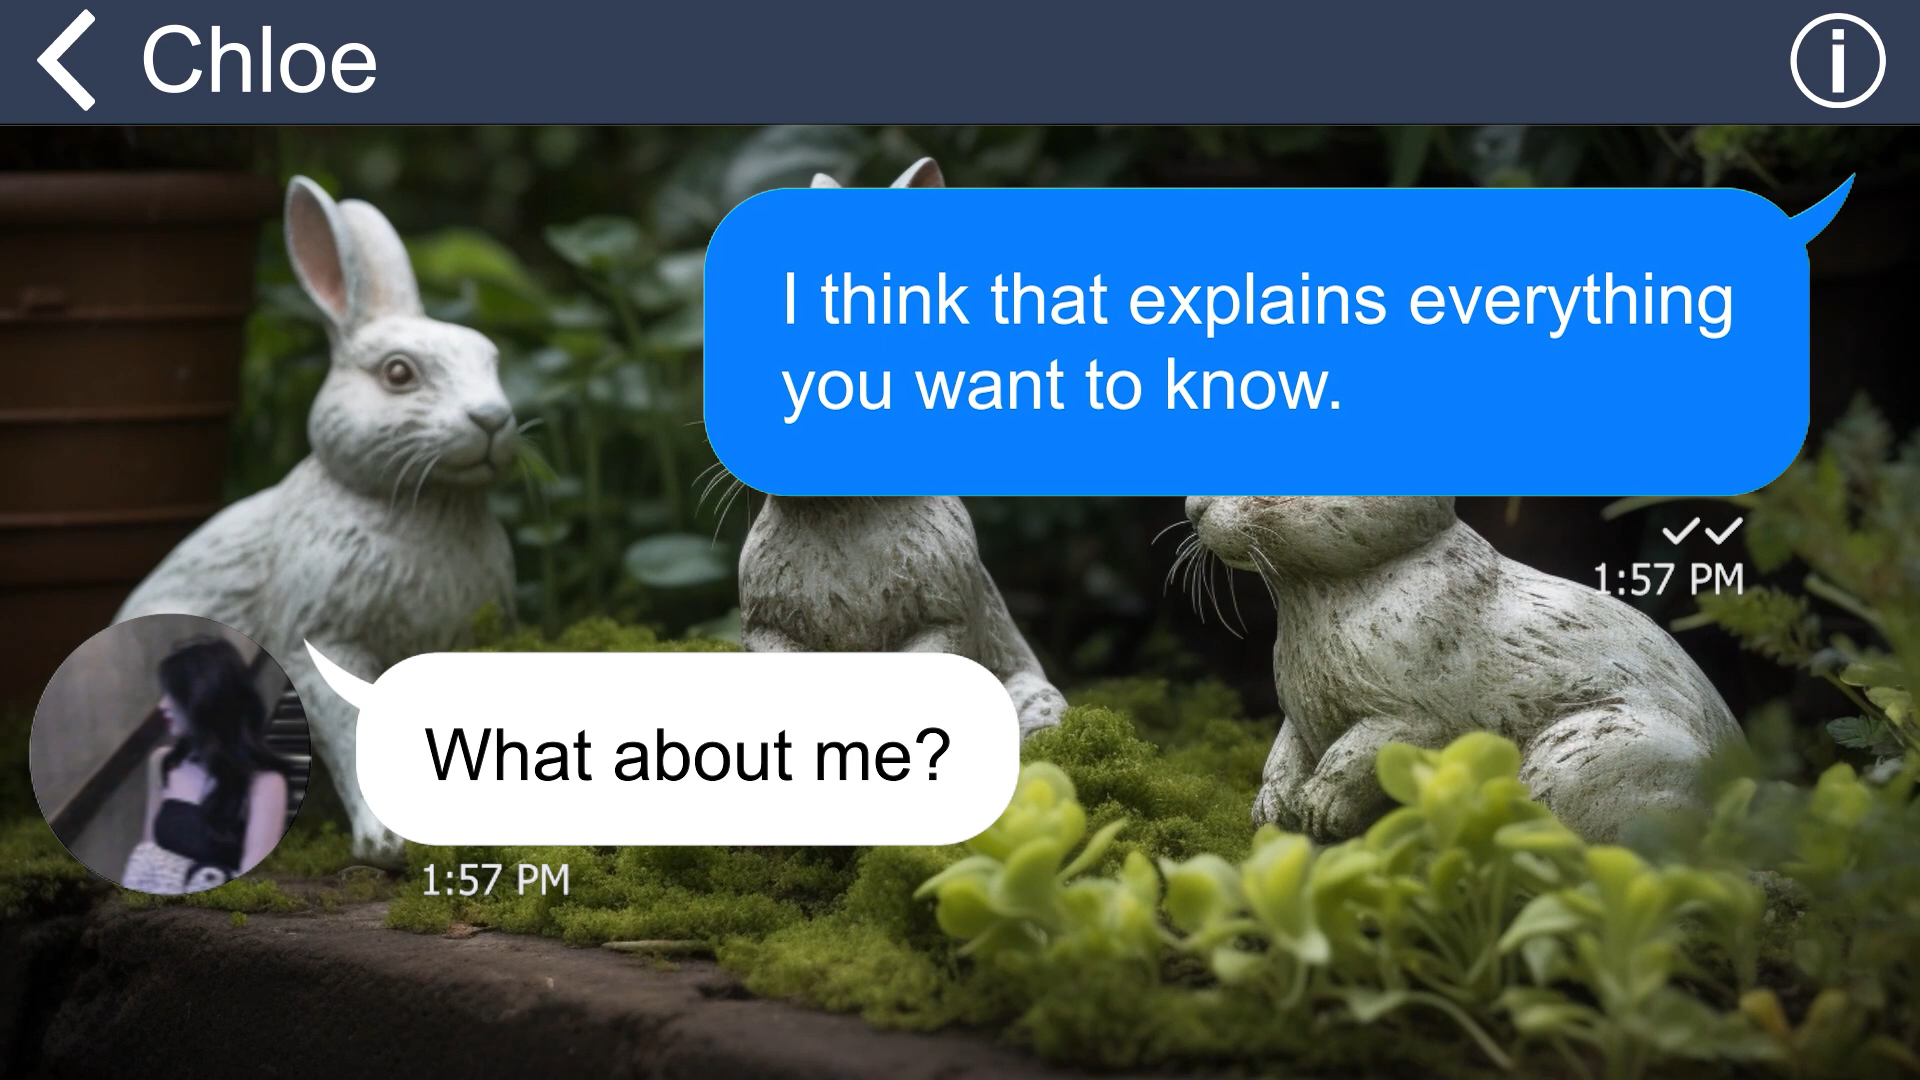 Chloe
I think that explains everything
you want to know.
1:57 PM
What about me?
1:57 PM